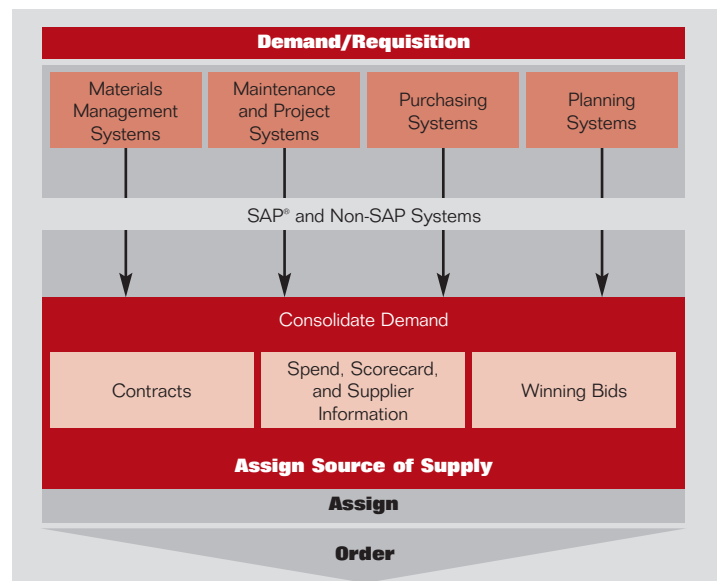 Demand/Requisition
Materials
Management
Systems
Maintenance
and Project
Systems
Purchasing
Systems
Planning
Systems
SAP® and Non-SAP Systems
Consolidate Demand
Contracts
Spend, Scorecard,
and Supplier
Information
Winning Bids
Assign Source of Supply
Assign
Order